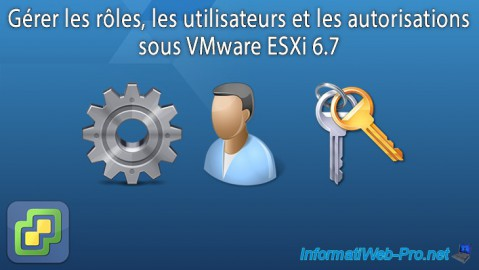 Gérer les rôles, les utilisateurs et les autorisations
sous VMware ESXi 6.7
InformatiWeb-Pro.net